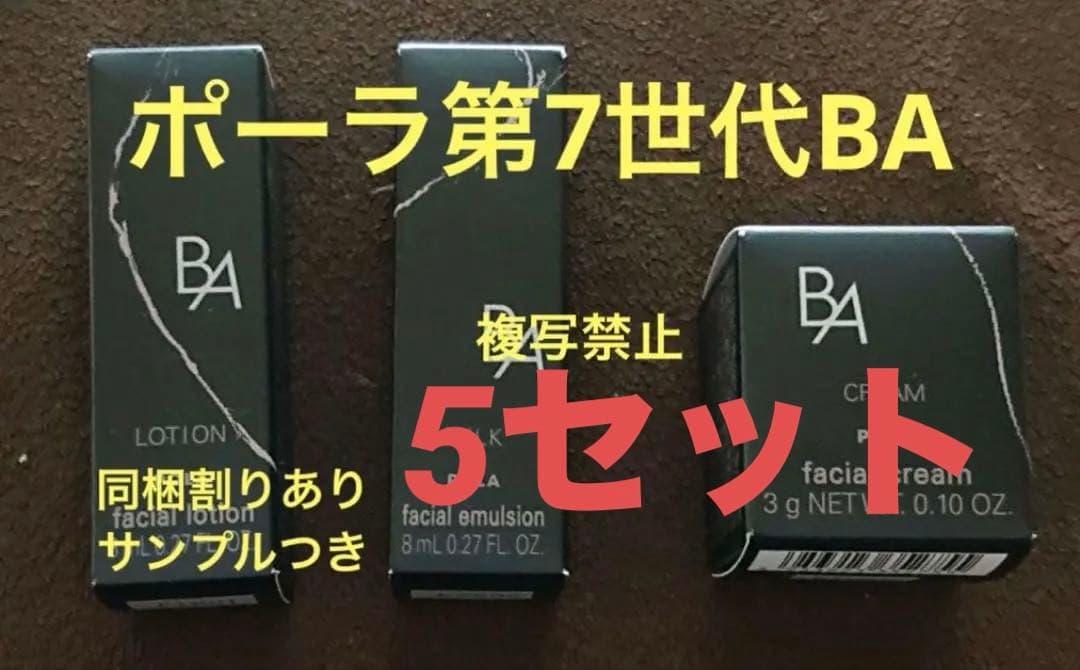 ポーラ第7世代BA
BA
LOTION
facial lotion
同梱割りあり
サンプルつき
BA
複写禁止
5セット
facial emulsion
8 mL 0.27 FL. OZ.
BA
facial cream
3 g NET WT. 0.10 OZ.